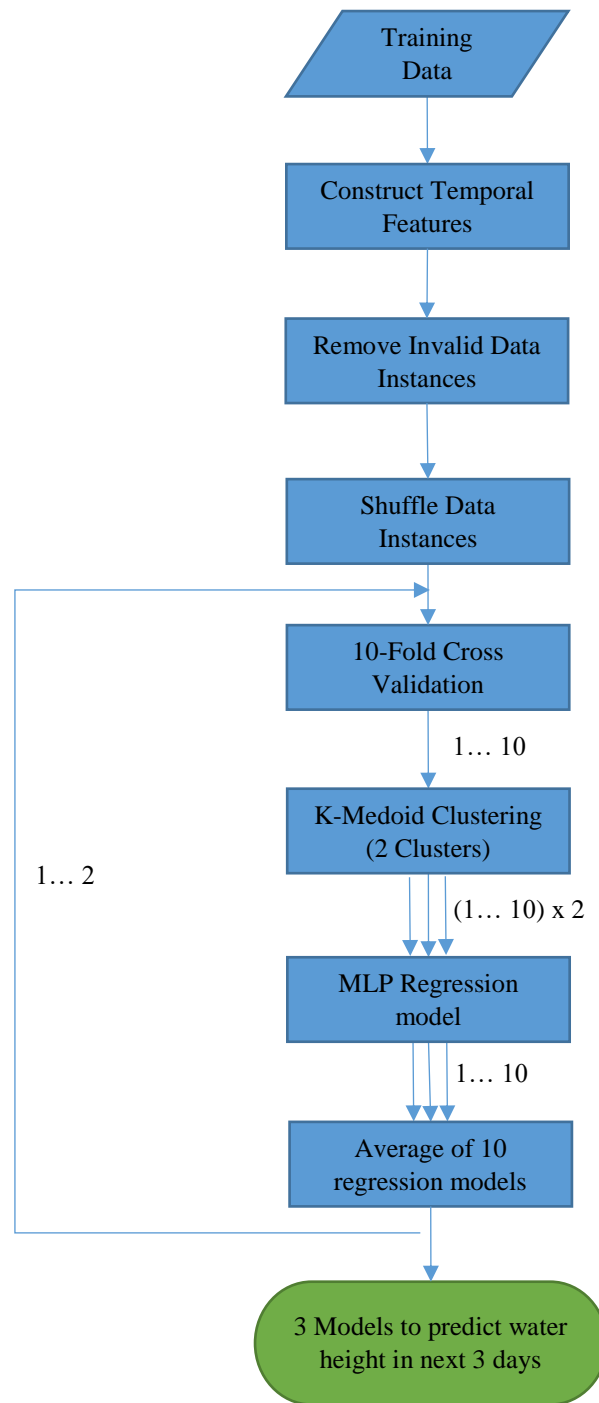 Training
Data
Construct Temporal
Features
Remove Invalid Data
Instances
Shuffle Data
Instances
10-Fold Cross
Validation
1… 10
K-Medoid Clustering
(2 Clusters)
1… 2
(1… 10) x 2
MLP Regression
model
1… 10
Average of 10
regression models
3 Models to predict water
height in next 3 days